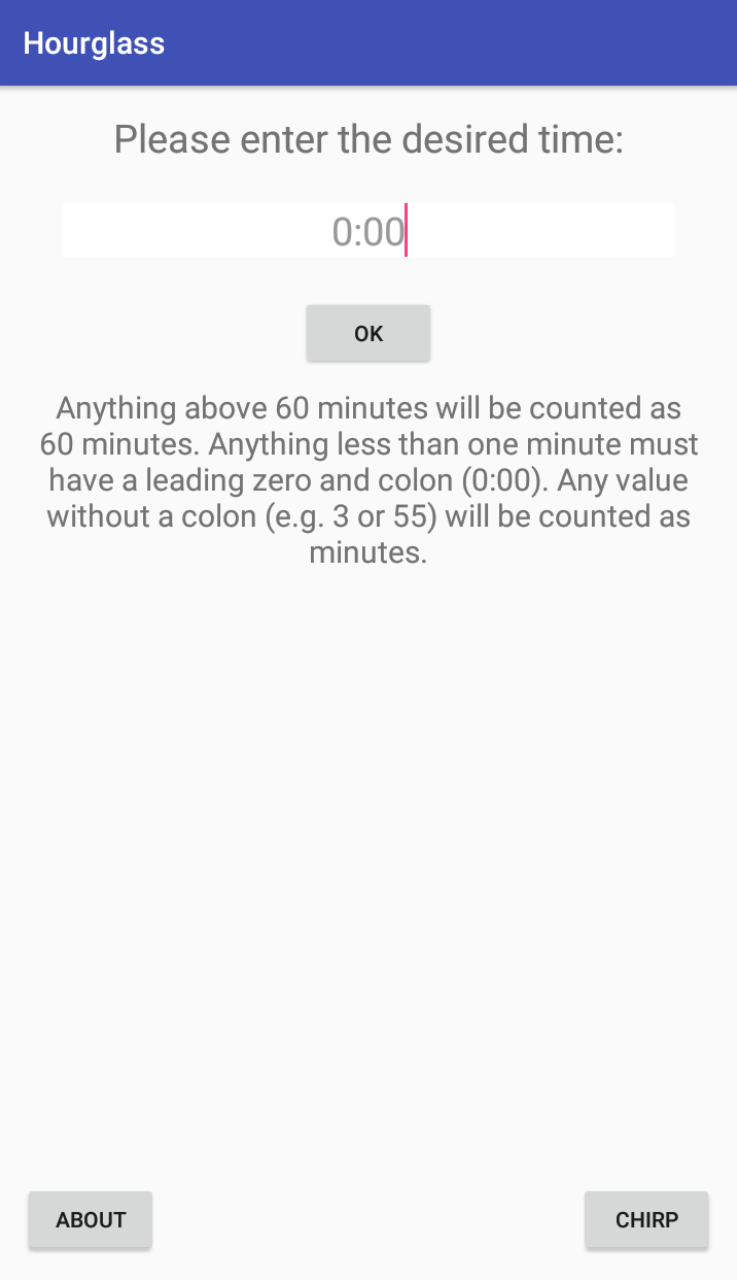 Hourglass
Please enter the desired time:
0:00
OK
Anything above 60 minutes will be counted as
60 minutes. Anything less than one minute must
have a leading zero and colon (0:00). Any value
without a colon (e.g. 3 or 55) will be counted as
minutes.
ABOUT
CHIRP